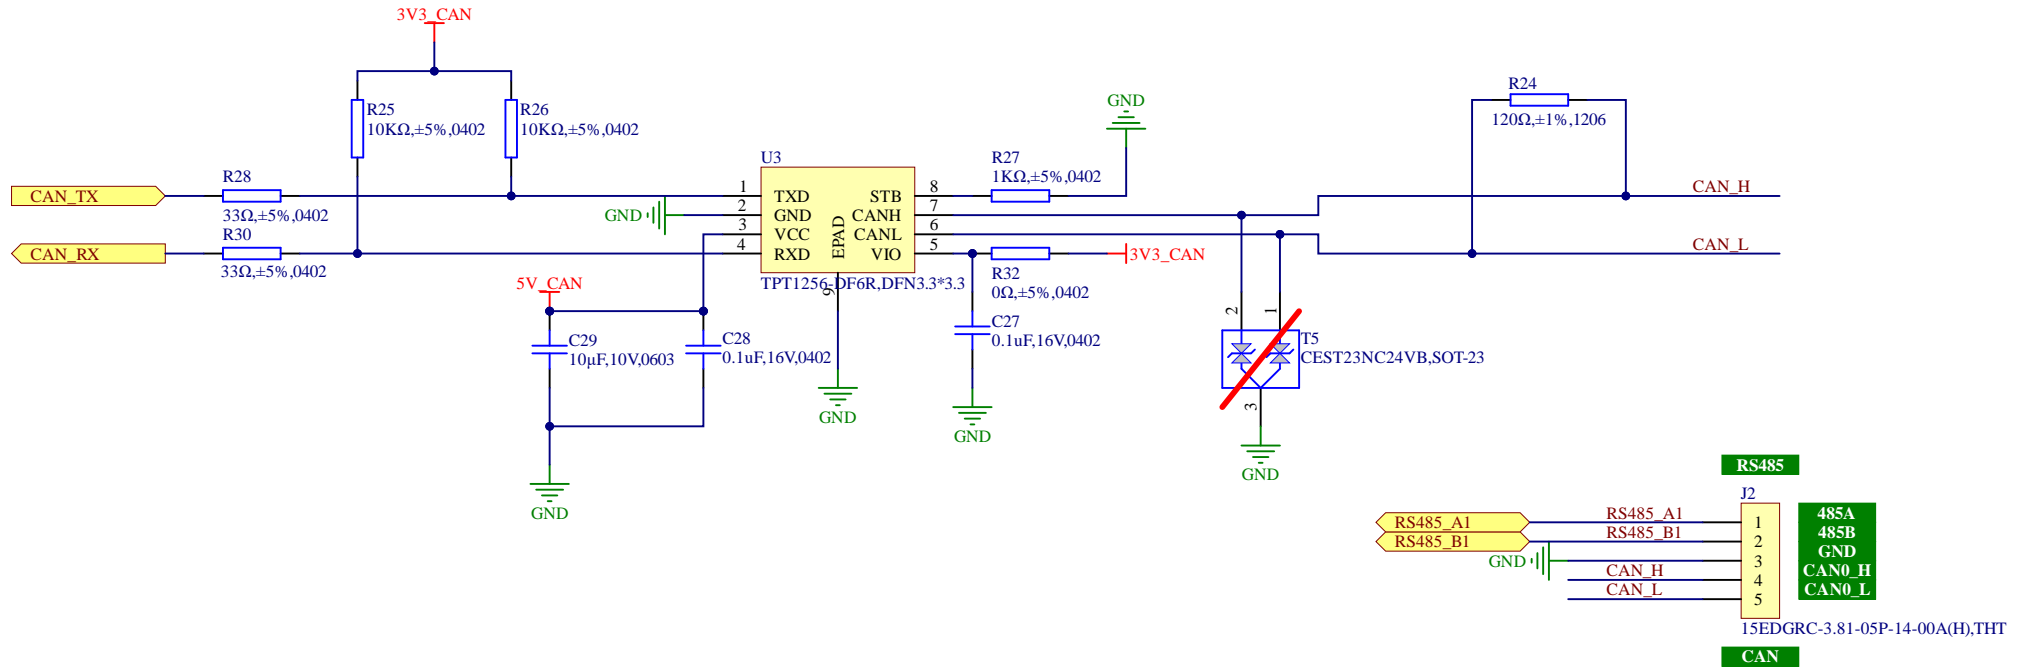 3V3_CAN
R25
10KΩ,±5%,0402
R26
10KΩ,±5%,0402
CAN_TX
R28
33Ω,±5%,0402
CAN_RX
R30
33Ω,±5%,0402
GND
5V_CAN
C29
10µF,10V,0603
C28
0.1uF,16V,0402
GND
U3
1 TXD STB 8
2 GND CANH 7
3 VCC CANL 6
4 RXD VIO 5
EPAD
9
TPT1256-DF6R,DFN3.3*3.3
GND
R27
1KΩ,±5%,0402
GND
R32
0Ω,±5%,0402
3V3_CAN
C27
0.1uF,16V,0402
GND
R24
120Ω,±1%,1206
CAN_H
CAN_L
2
1
T5
CEST23NC24VB,SOT-23
3
GND
RS485
J2
RS485_A1 RS485_A1 1 485A
RS485_B1 RS485_B1 2 485B
GND 3 GND
CAN_H 4 CAN0_H
CAN_L 5 CAN0_L
15EDGRC-3.81-05P-14-00A(H),THT
CAN